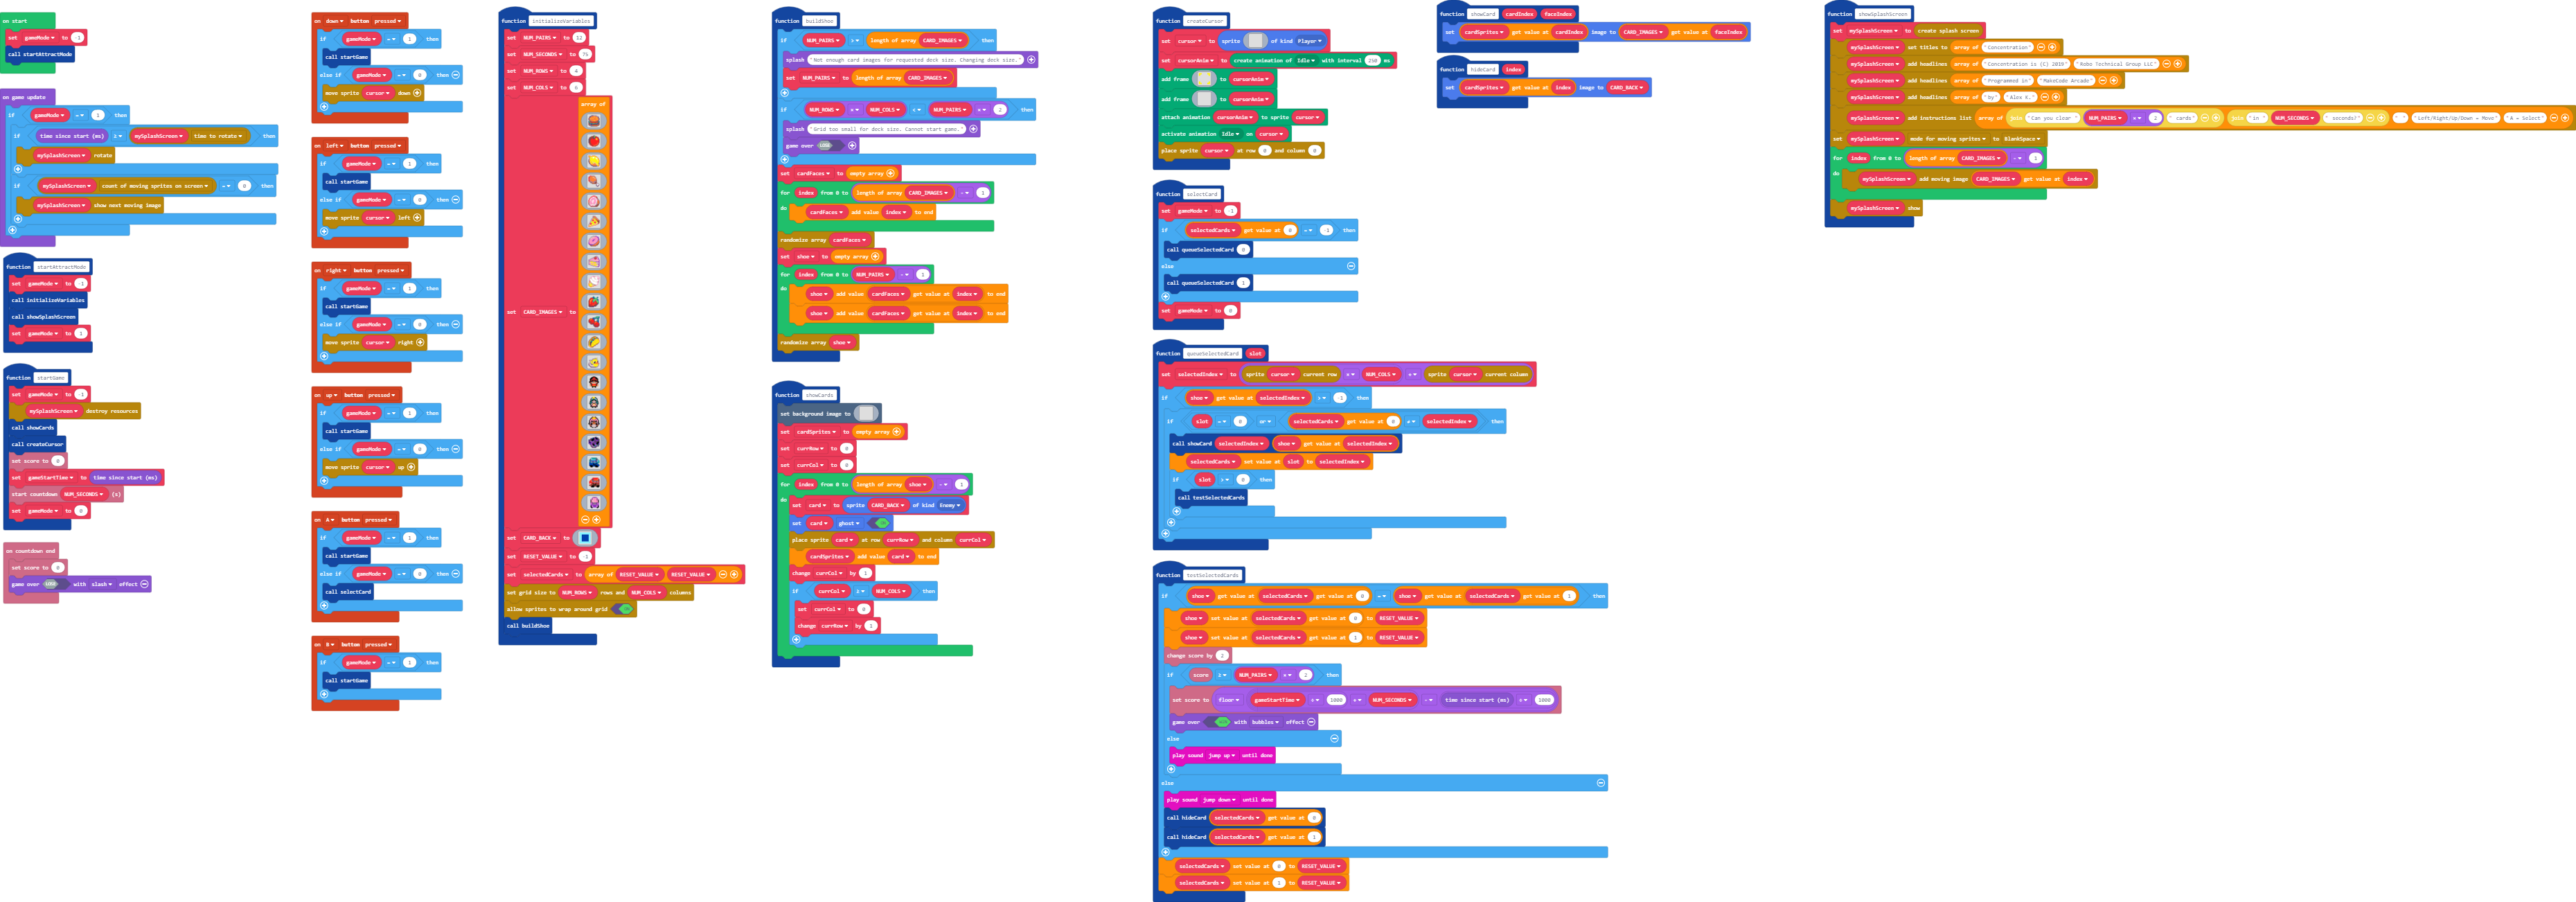 on start
set gameMode to -1
call startAttractMode
on game update
if gameMode = 1 then
if time since start (ms) ≥ mySplashScreen time to rotate then
mySplashScreen rotate
if mySplashScreen count of moving sprites on screen = 0 then
mySplashScreen show next moving image
function startAttractMode
set gameMode to -1
call initializeVariables
call showSplashScreen
set gameMode to 1
function startGame
set gameMode to -1
mySplashScreen destroy resources
call showCards
call createCursor
set score to 0
set gameStartTime to time since start (ms)
start countdown NUM_SECONDS (s)
set gameMode to 0
on countdown end
set score to 0
game over LOSE with slash effect
on down button pressed
if gameMode = 1 then
call startGame
else if gameMode = 0 then
move sprite cursor down
on left button pressed
if gameMode = 1 then
call startGame
else if gameMode = 0 then
move sprite cursor left
on right button pressed
if gameMode = 1 then
call startGame
else if gameMode = 0 then
move sprite cursor right
on up button pressed
if gameMode = 1 then
call startGame
else if gameMode = 0 then
move sprite cursor up
on A button pressed
if gameMode = 1 then
call startGame
else if gameMode = 0 then
call selectCard
on B button pressed
if gameMode = 1 then
call startGame
function initializeVariables
set NUM_PAIRS to 12
set NUM_SECONDS to 75
set NUM_ROWS to 4
set NUM_COLS to 6
array of
set CARD_IMAGES to
set CARD_BACK to
set RESET_VALUE to -1
set selectedCards to array of RESET_VALUE RESET_VALUE
set grid size to NUM_ROWS rows and NUM_COLS columns
allow sprites to wrap around grid
call buildShoe
function buildShoe
if NUM_PAIRS > length of array CARD_IMAGES then
splash "Not enough card images for requested deck size. Changing deck size."
set NUM_PAIRS to length of array CARD_IMAGES
if NUM_ROWS × NUM_COLS < NUM_PAIRS × 2 then
splash "Grid too small for deck size. Cannot start game."
game over LOSE
set cardFaces to empty array
for index from 0 to length of array CARD_IMAGES - 1
do cardFaces add value index to end
randomize array cardFaces
set shoe to empty array
for index from 0 to NUM_PAIRS - 1
do shoe add value cardFaces get value at index to end
shoe add value cardFaces get value at index to end
randomize array shoe
function showCards
set background image to
set cardSprites to empty array
set currRow to 0
set currCol to 0
for index from 0 to length of array shoe - 1
do set card to sprite CARD_BACK of kind Enemy
set card ghost
place sprite card at row currRow and column currCol
cardSprites add value card to end
change currCol by 1
if currCol ≥ NUM_COLS then
set currCol to 0
change currRow by 1
function createCursor
set cursor to sprite of kind Player
set cursorAnim to create animation of Idle with interval 250 ms
add frame to cursorAnim
add frame to cursorAnim
attach animation cursorAnim to sprite cursor
activate animation Idle on cursor
place sprite cursor at row 0 and column 0
function selectCard
set gameMode to -1
if selectedCards get value at 0 = -1 then
call queueSelectedCard 0
else
call queueSelectedCard 1
set gameMode to 0
function queueSelectedCard slot
set selectedIndex to sprite cursor current row × NUM_COLS + sprite cursor current column
if shoe get value at selectedIndex > -1 then
if slot = 0 or selectedCards get value at 0 ≠ selectedIndex then
call showCard selectedIndex shoe get value at selectedIndex
selectedCards set value at slot to selectedIndex
if slot > 0 then
call testSelectedCards
function testSelectedCards
if shoe get value at selectedCards get value at 0 = shoe get value at selectedCards get value at 1 then
shoe set value at selectedCards get value at 0 to RESET_VALUE
shoe set value at selectedCards get value at 1 to RESET_VALUE
change score by 2
if score ≥ NUM_PAIRS × 2 then
set score to floor gameStartTime ÷ 1000 + NUM_SECONDS - time since start (ms) ÷ 1000
game over WIN with bubbles effect
else
play sound jump up until done
else
play sound jump down until done
call hideCard selectedCards get value at 0
call hideCard selectedCards get value at 1
selectedCards set value at 0 to RESET_VALUE
selectedCards set value at 1 to RESET_VALUE
function showCard cardIndex faceIndex
set cardSprites get value at cardIndex image to CARD_IMAGES get value at faceIndex
function hideCard index
set cardSprites get value at index image to CARD_BACK
function showSplashScreen
set mySplashScreen to create splash screen
mySplashScreen set titles to array of "Concentration"
mySplashScreen add headlines array of "Concentration is (C) 2019" "Robo Technical Group LLC"
mySplashScreen add headlines array of "Programmed in" "MakeCode Arcade"
mySplashScreen add headlines array of "by" "Alex K."
mySplashScreen add instructions list array of join "Can you clear " NUM_PAIRS × 2 " cards" join "in " NUM_SECONDS " seconds?" " " "Left/Right/Up/Down = Move" "A = Select"
set mySplashScreen mode for moving sprites to BlankSpace
for index from 0 to length of array CARD_IMAGES - 1
do mySplashScreen add moving image CARD_IMAGES get value at index
mySplashScreen show